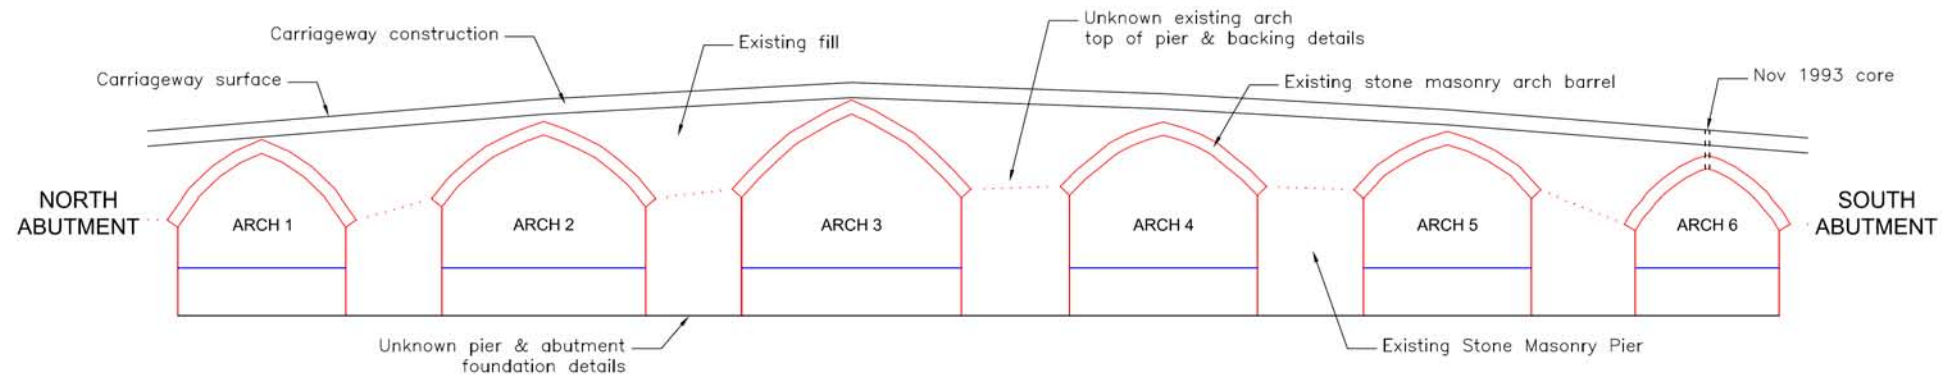 Unknown existing arch
top of pier & backing details
Carriageway construction
Existing fill
Carriageway surface
Existing stone masonry arch barrel
Nov 1993 core
NORTH
ABUTMENT
ARCH 1
ARCH 2
ARCH 3
ARCH 4
ARCH 5
ARCH 6
SOUTH
ABUTMENT
Unknown pier & abutment
foundation details
Existing Stone Masonry Pier